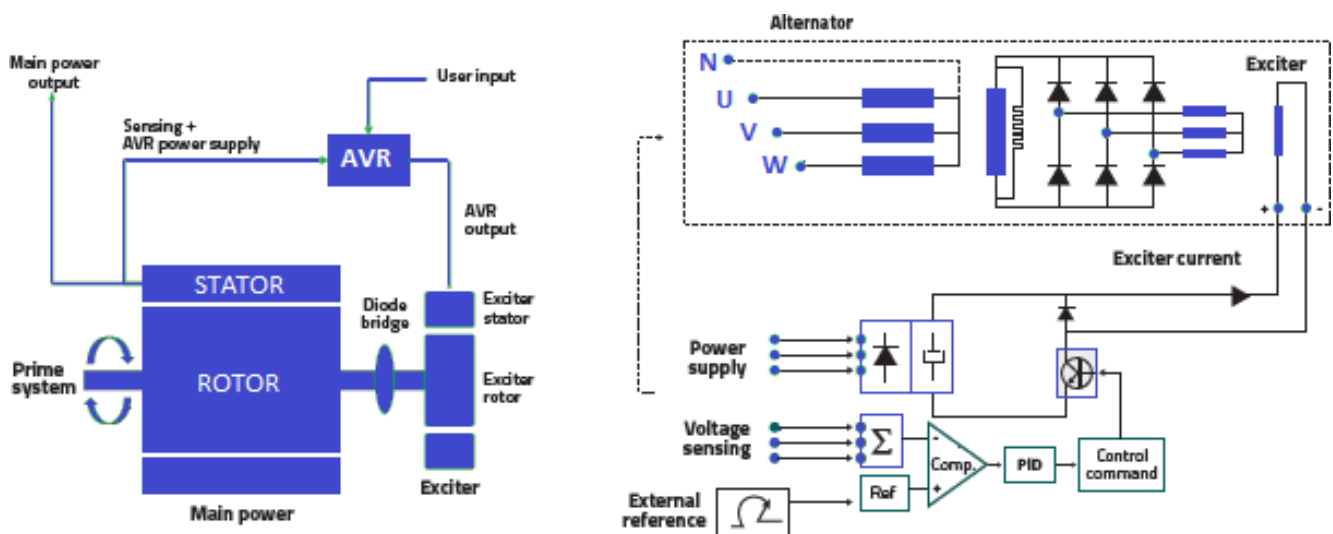 Main power
output
User input
Sensing +
AVR power supply
AVR
AVR
output
STATOR
Diode
bridge
Exciter
stator
Prime
system
ROTOR
Exciter
rotor
Exciter
Main power
Alternator
N
U
V
W
Exciter
+
-
Exciter current
Power
supply
Voltage
sensing
Σ
-
Comp.
+
PID
Control
command
Ref
External
reference